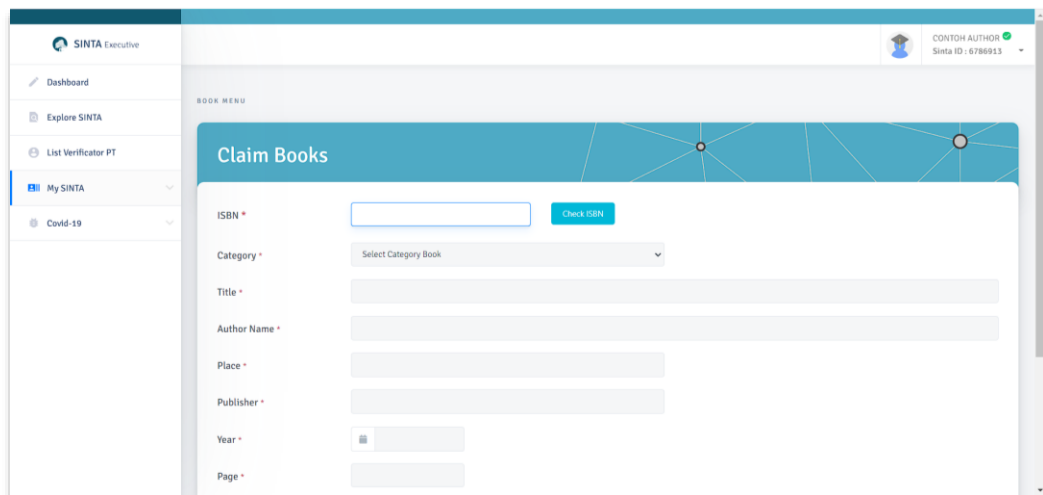 SINTA Executive
CONTOH AUTHOR
Sinta ID : 6786913
Dashboard
Explore SINTA
List Verificator PT
My SINTA
Covid-19
BOOK MENU
Claim Books
ISBN *
Check ISBN
Category *
Select Category Book
Title *
Author Name *
Place *
Publisher *
Year *
Page *